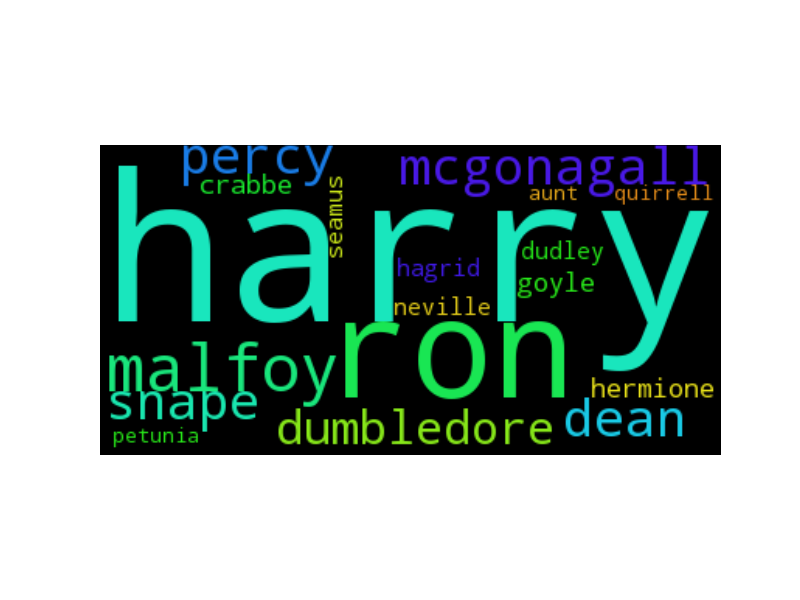 percy
mcgonagall
crabbe
seamus
aunt
quirrell
harry
hagrid
dudley
goyle
neville
ron
malfoy
snape
hermione
dumbledore
dean
petunia